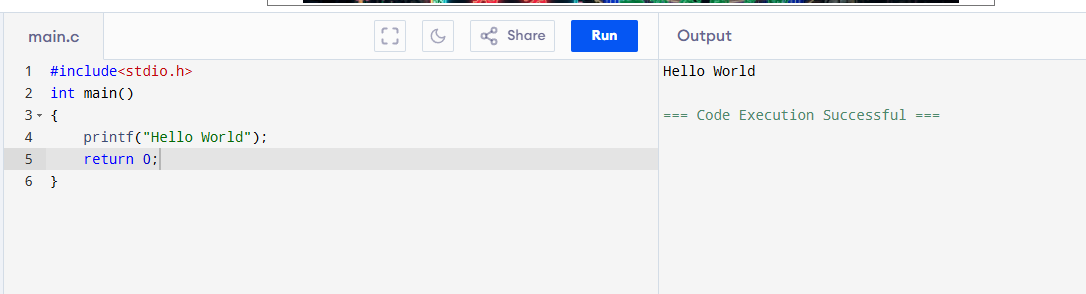 main.c Share Run Output
1 #include<stdio.h>
2 int main()
3 {
4     printf("Hello World");
5     return 0;
6 }
Hello World
=== Code Execution Successful ===